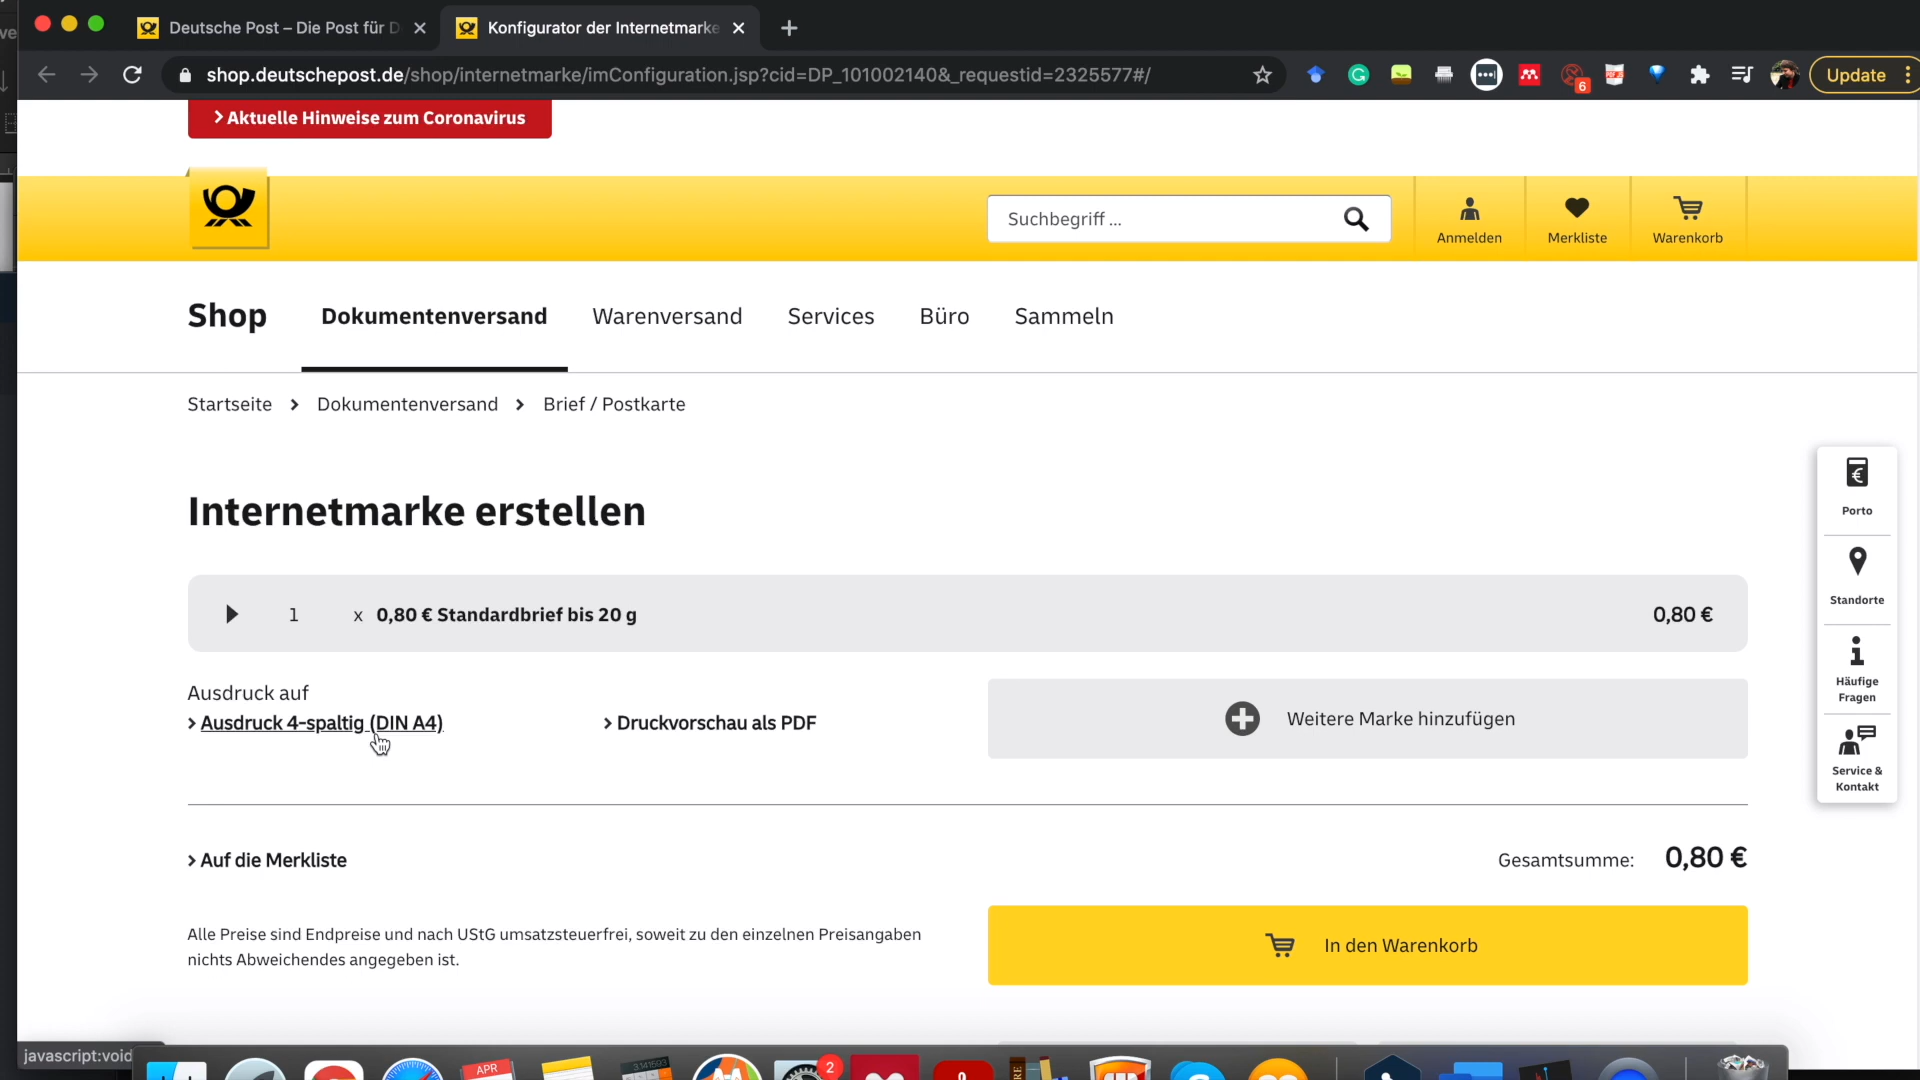 Deutsche Post – Die Post für D
Konfigurator der Internetmarke
shop.deutschepost.de/shop/internetmarke/imConfiguration.jsp?cid=DP_101002140&_requestid=2325577#/
6
Update
Aktuelle Hinweise zum Coronavirus
Suchbegriff ...
Anmelden
Merkliste
Warenkorb
Shop
Dokumentenversand
Warenversand
Services
Büro
Sammeln
Startseite > Dokumentenversand > Brief / Postkarte
Internetmarke erstellen
1 x 0,80 € Standardbrief bis 20 g 0,80 €
Ausdruck auf
Ausdruck 4-spaltig (DIN A4)
Druckvorschau als PDF
Weitere Marke hinzufügen
Porto
Standorte
Häufige
Fragen
Service &
Kontakt
Auf die Merkliste
Gesamtsumme: 0,80 €
Alle Preise sind Endpreise und nach UStG umsatzsteuerfrei, soweit zu den einzelnen Preisangaben
nichts Abweichendes angegeben ist.
In den Warenkorb
javascript:void
APR
2